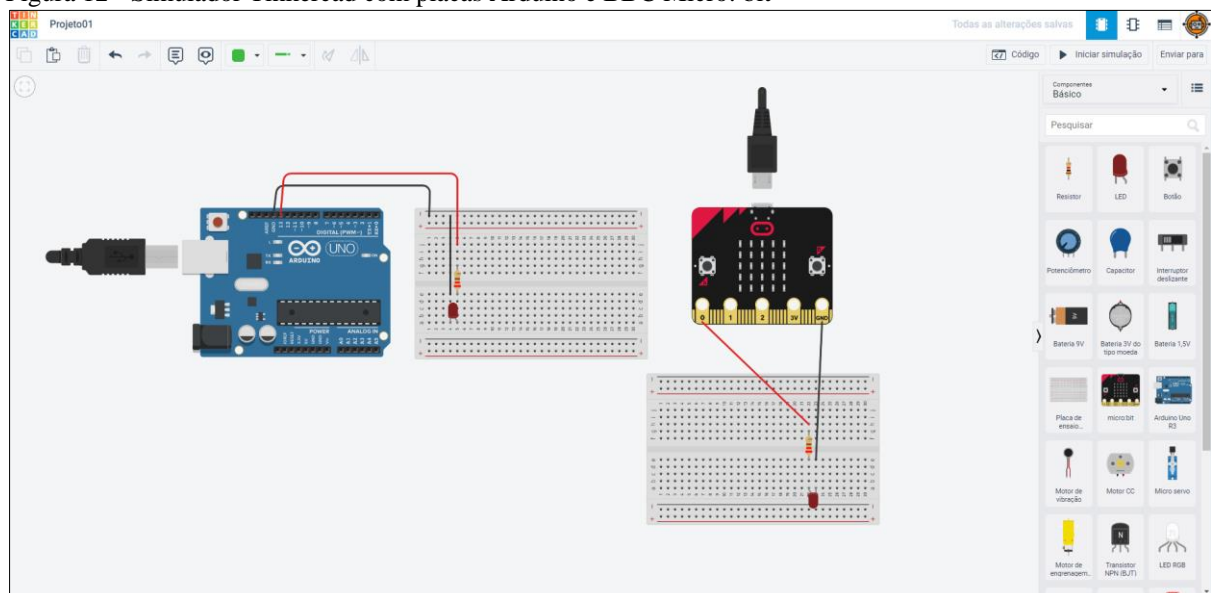 Figura 12 - Simulador Tinkercad com placas Arduino e BBC Micro: bit
TIN
KER
CAD
Projeto01
Todas as alterações salvas
Código
Iniciar simulação
Enviar para
Componentes
Básico
Pesquisar
Resistor
LED
Botão
Potenciômetro
Capacitor
Interruptor
deslizante
Bateria 9V
Bateria 3V do
tipo moeda
Bateria 1,5V
Placa de
ensaio...
micro:bit
Arduino Uno
R3
Motor de
vibração
Motor CC
Micro servo
Motor de
engrenagem...
Transistor
NPN (BJT)
LED RGB
DIGITAL (PWM~)
UNO
ARDUINO
POWER
ANALOG IN
0 1 2 3V GND